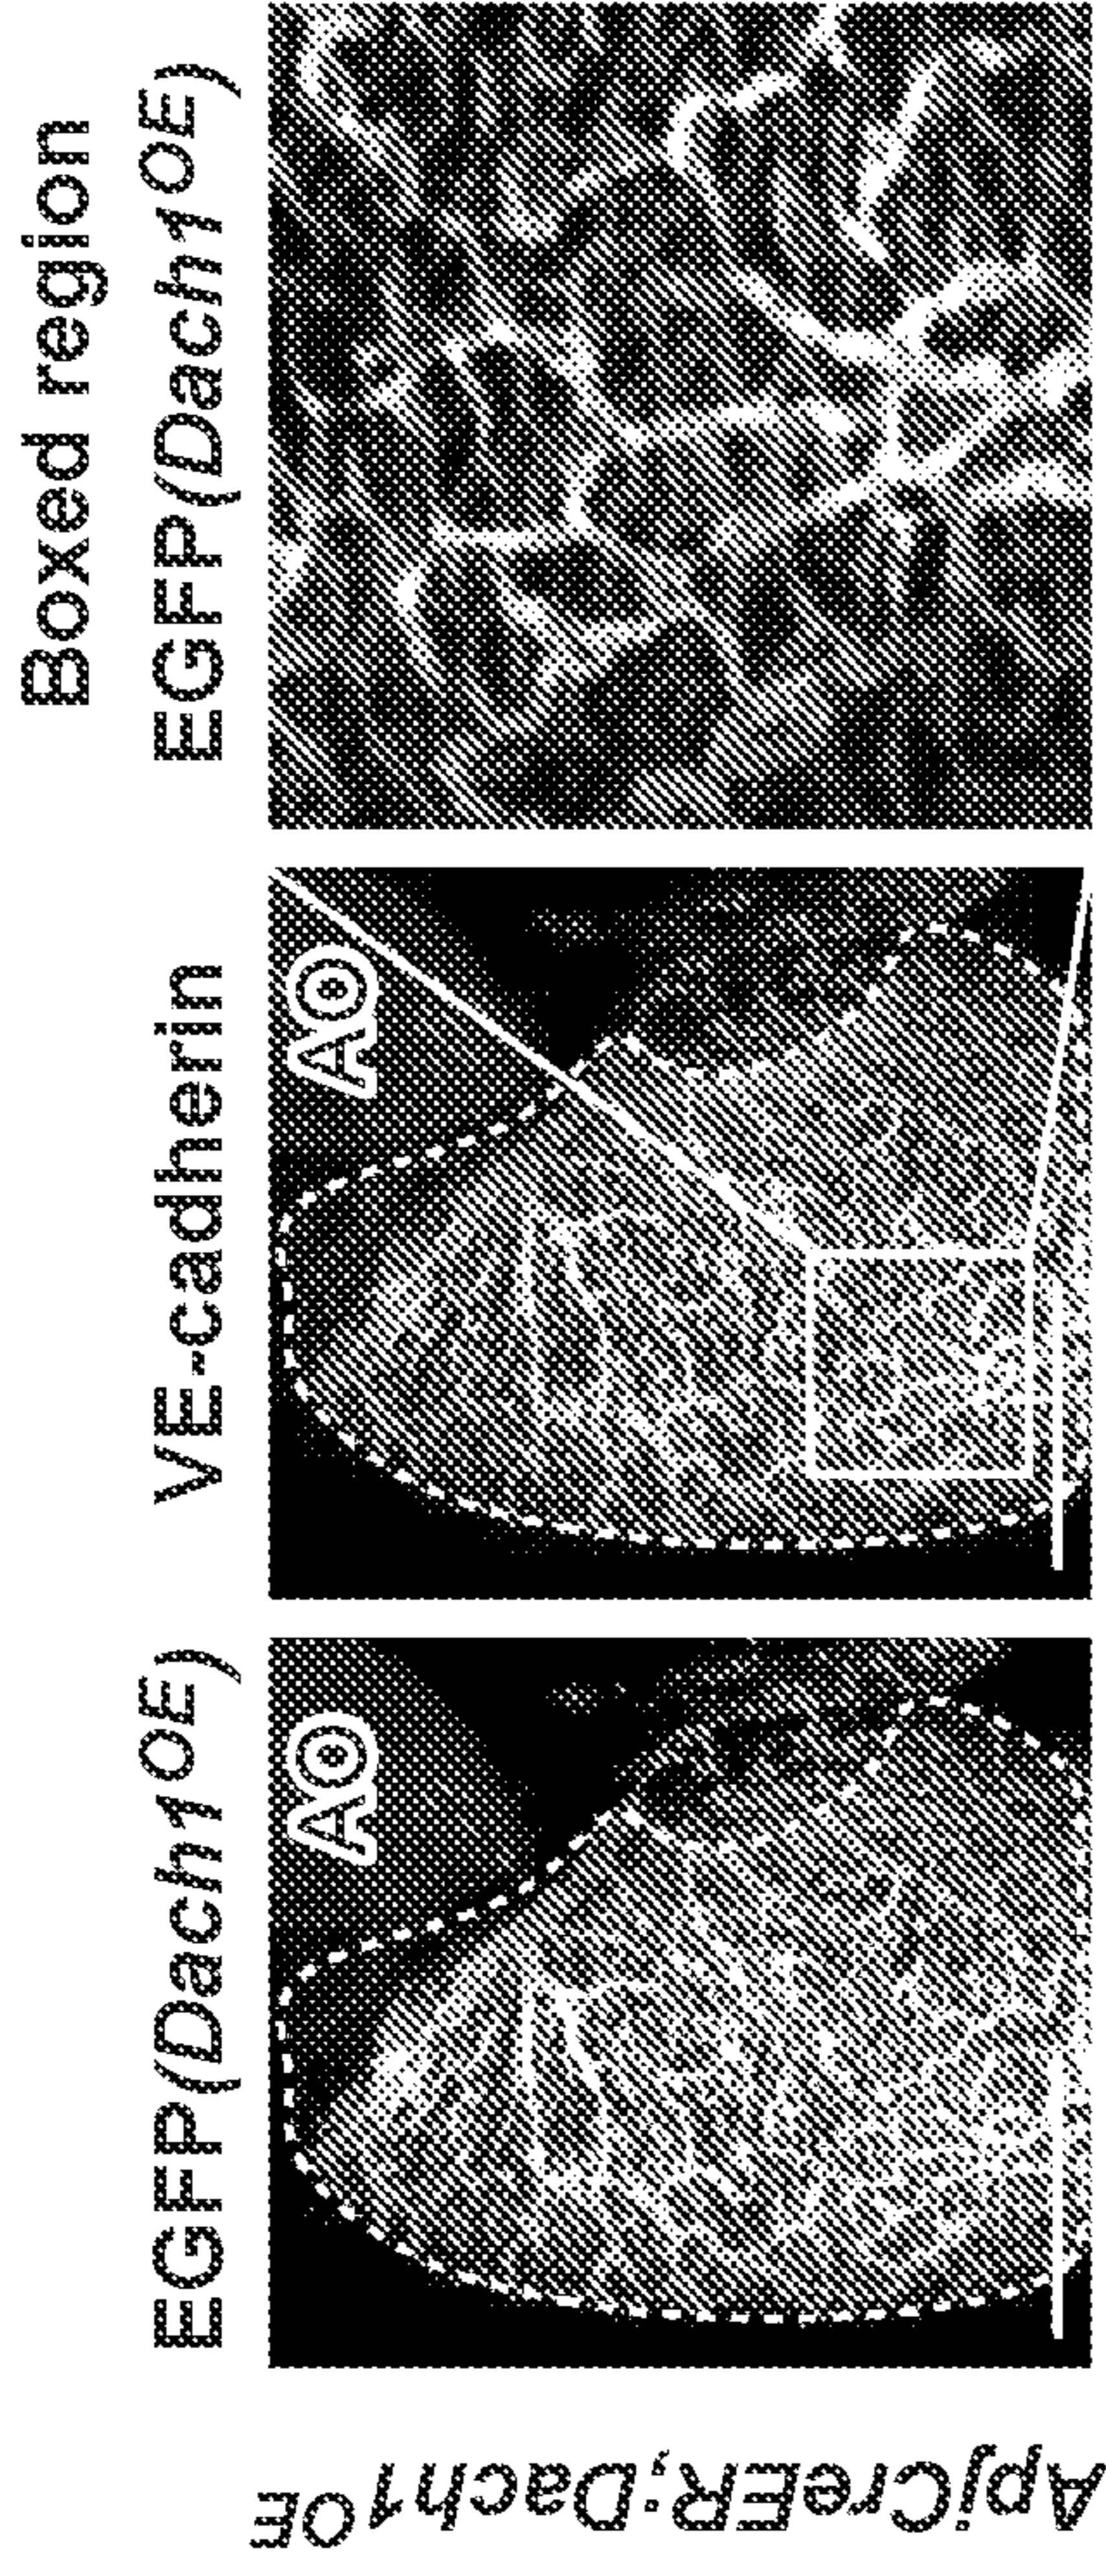 Boxed region
EGFP(Dach1OE)
VE-cadherin
EGFP(Dach1OE)
AO
AO
ApjCreER;Dach1OE